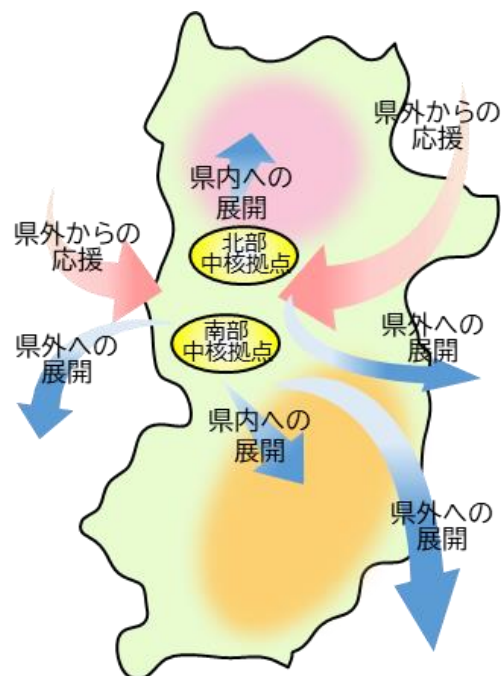 県外からの
応援
県内への
展開
県外からの
応援
北部
中核拠点
南部
中核拠点
県外への
展開
県外への
展開
県内への
展開
県外への
展開